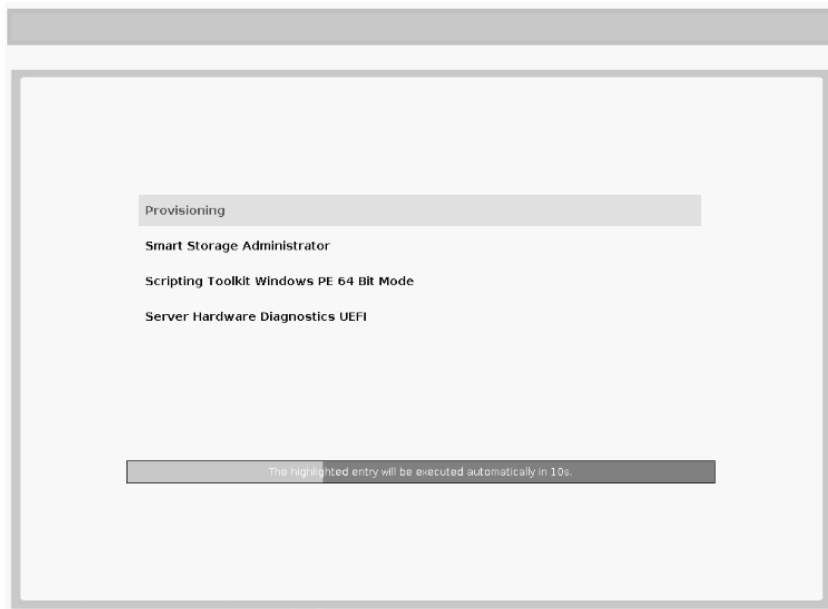 Provisioning
Smart Storage Administrator
Scripting Toolkit Windows PE 64 Bit Mode
Server Hardware Diagnostics UEFI
The highlighted entry will be executed automatically in 10s.